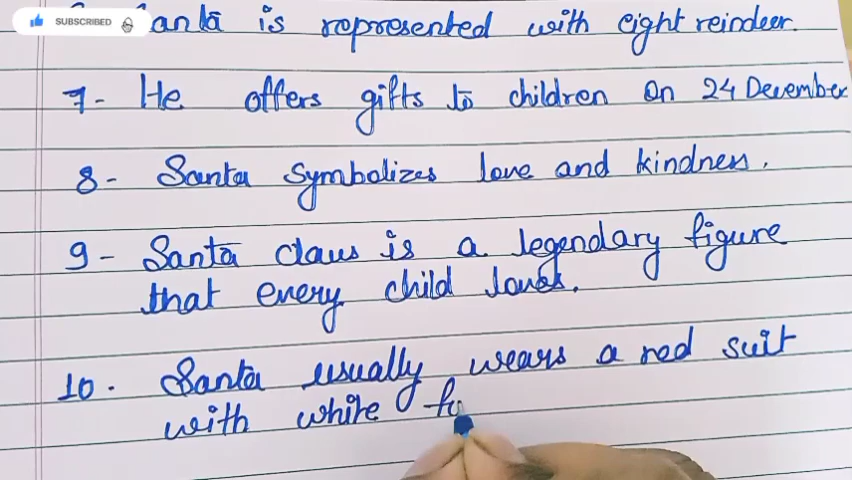 SUBSCRIBED
Santa is represented with eight reindeer.
7- He offers gifts to children on 24 December
8- Santa symbolizes love and kindness.
9- Santa claus is a legendary figure
that every child loves.
10. Santa usually wears a red suit
with white